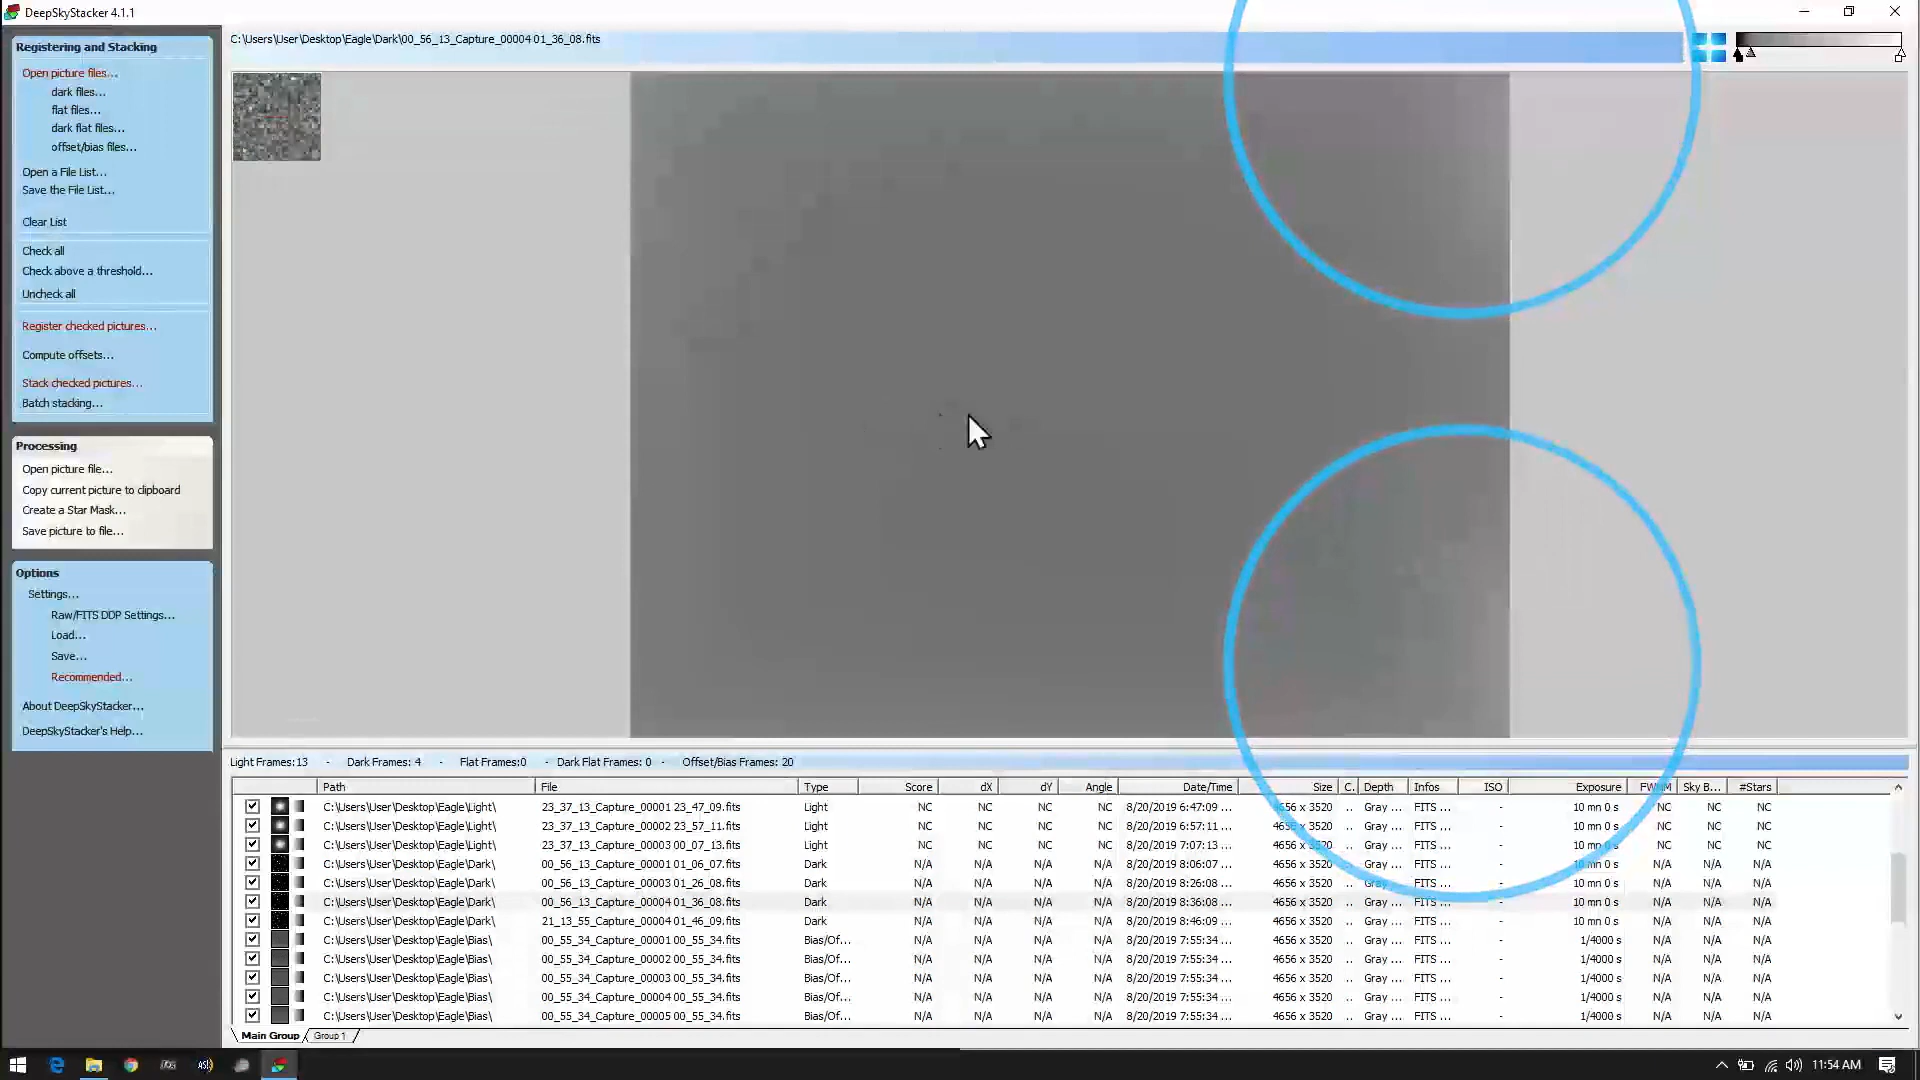 DeepSkyStacker 4.1.1
Registering and Stacking
Open picture files...
dark files...
flat files...
dark flat files...
offset/bias files...
Open a File List...
Save the File List...
Clear List
Check all
Check above a threshold...
Uncheck all
Register checked pictures...
Compute offsets...
Stack checked pictures...
Batch stacking...
Processing
Open picture file...
Copy current picture to clipboard
Create a Star Mask...
Save picture to file...
Options
Settings...
Raw/FITS DDP Settings...
Load...
Save...
Recommended...
About DeepSkyStacker...
DeepSkyStacker's Help...
C:\Users\User\Desktop\Eagle\Dark\00_56_13_Capture_00004 01_36_08.fits
Light Frames:13 - Dark Frames: 4 - Flat Frames:0 - Dark Flat Frames: 0 - Offset/Bias Frames: 20
Path File Type Score dX dY Angle Date/Time Size C. Depth Infos ISO Exposure FWHM Sky B... #Stars
C:\Users\User\Desktop\Eagle\Light\ 23_37_13_Capture_00001 23_47_09.fits Light NC NC NC NC 8/20/2019 6:47:09 ... 4656 x 3520 .. Gray ... FITS ... - 10 mn 0 s NC NC NC
C:\Users\User\Desktop\Eagle\Light\ 23_37_13_Capture_00002 23_57_11.fits Light NC NC NC NC 8/20/2019 6:57:11 ... 4656 x 3520 .. Gray ... FITS ... - 10 mn 0 s NC NC NC
C:\Users\User\Desktop\Eagle\Light\ 23_37_13_Capture_00003 00_07_13.fits Light NC NC NC NC 8/20/2019 7:07:13 ... 4656 x 3520 .. Gray ... FITS ... - 10 mn 0 s NC NC NC
C:\Users\User\Desktop\Eagle\Dark\ 00_56_13_Capture_00001 01_06_07.fits Dark N/A N/A N/A N/A 8/20/2019 8:06:07 ... 4656 x 3520 .. Gray ... FITS ... - 10 mn 0 s N/A N/A N/A
C:\Users\User\Desktop\Eagle\Dark\ 00_56_13_Capture_00003 01_26_08.fits Dark N/A N/A N/A N/A 8/20/2019 8:26:08 ... 4656 x 3520 .. Gray ... FITS ... - 10 mn 0 s N/A N/A N/A
C:\Users\User\Desktop\Eagle\Dark\ 00_56_13_Capture_00004 01_36_08.fits Dark N/A N/A N/A N/A 8/20/2019 8:36:08 ... 4656 x 3520 .. Gray ... FITS ... - 10 mn 0 s N/A N/A N/A
C:\Users\User\Desktop\Eagle\Dark\ 21_13_55_Capture_00004 01_46_09.fits Dark N/A N/A N/A N/A 8/20/2019 8:46:09 ... 4656 x 3520 .. Gray ... FITS ... - 10 mn 0 s N/A N/A N/A
C:\Users\User\Desktop\Eagle\Bias\ 00_55_34_Capture_00001 00_55_34.fits Bias/Of... N/A N/A N/A N/A 8/20/2019 7:55:34 ... 4656 x 3520 .. Gray ... FITS ... - 1/4000 s N/A N/A N/A
C:\Users\User\Desktop\Eagle\Bias\ 00_55_34_Capture_00002 00_55_34.fits Bias/Of... N/A N/A N/A N/A 8/20/2019 7:55:34 ... 4656 x 3520 .. Gray ... FITS ... - 1/4000 s N/A N/A N/A
C:\Users\User\Desktop\Eagle\Bias\ 00_55_34_Capture_00003 00_55_34.fits Bias/Of... N/A N/A N/A N/A 8/20/2019 7:55:34 ... 4656 x 3520 .. Gray ... FITS ... - 1/4000 s N/A N/A N/A
C:\Users\User\Desktop\Eagle\Bias\ 00_55_34_Capture_00004 00_55_34.fits Bias/Of... N/A N/A N/A N/A 8/20/2019 7:55:34 ... 4656 x 3520 .. Gray ... FITS ... - 1/4000 s N/A N/A N/A
C:\Users\User\Desktop\Eagle\Bias\ 00_55_34_Capture_00005 00_55_34.fits Bias/Of... N/A N/A N/A N/A 8/20/2019 7:55:34 ... 4656 x 3520 .. Gray ... FITS ... - 1/4000 s N/A N/A N/A
Main Group Group 1
11:54 AM